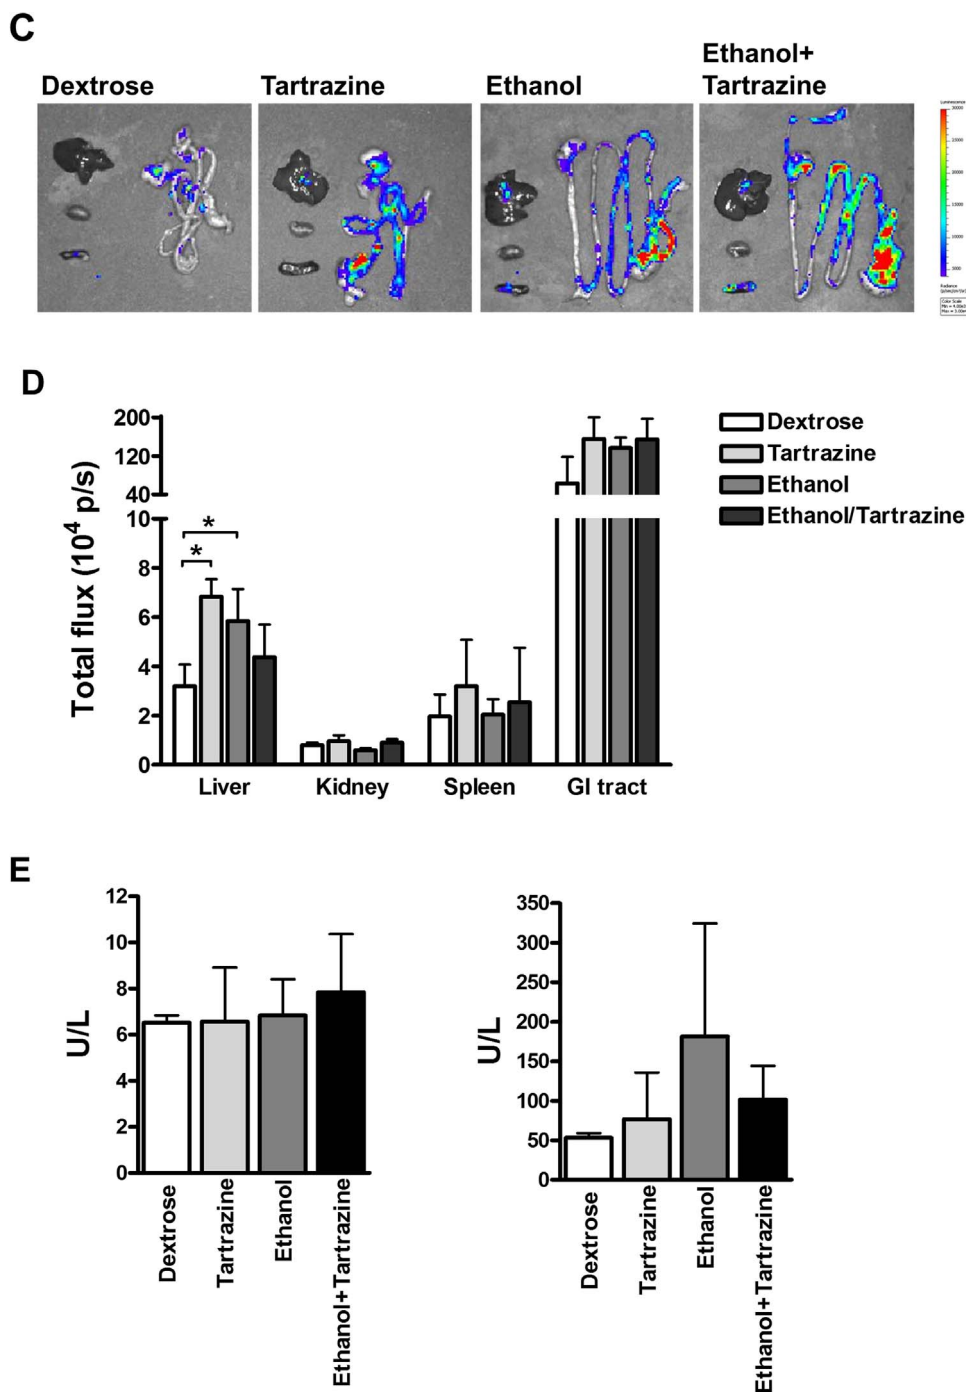 C
Dextrose
Tartrazine
Ethanol
Ethanol+
Tartrazine
Luminescence
D
Total flux (10⁴ p/s)
200
120
40
10
8
6
4
2
0
*
*
Liver
Kidney
Spleen
GI tract
Dextrose
Tartrazine
Ethanol
Ethanol/Tartrazine
E
U/L
12
10
8
6
4
2
0
Dextrose
Tartrazine
Ethanol
Ethanol+Tartrazine
U/L
350
300
250
200
150
100
50
0
Dextrose
Tartrazine
Ethanol
Ethanol+Tartrazine